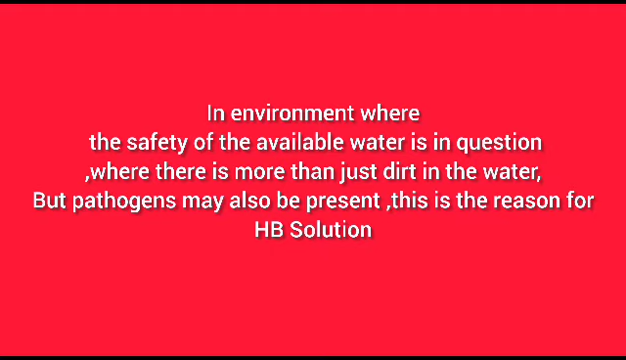 In environment where
the safety of the available water is in question
,where there is more than just dirt in the water,
But pathogens may also be present ,this is the reason for
HB Solution